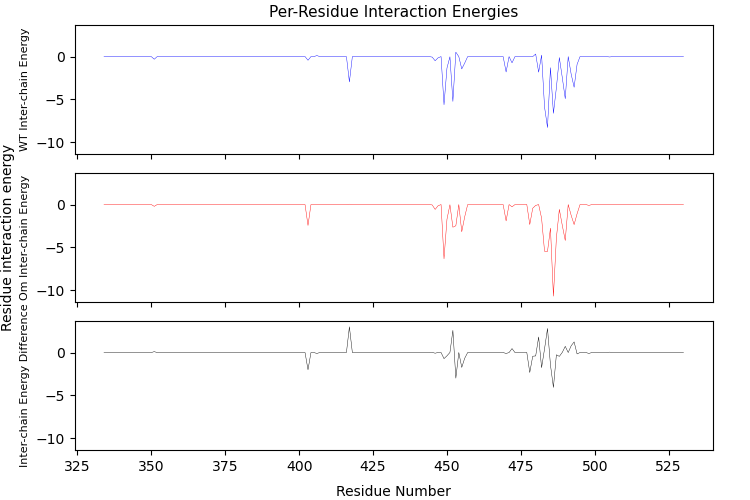 Per-Residue Interaction Energies
Residue interaction energy
WT Inter-chain Energy
0
−5
−10
Om Inter-chain Energy
0
−5
−10
Inter-chain Energy Difference
0
−5
−10
325 350 375 400 425 450 475 500 525
Residue Number